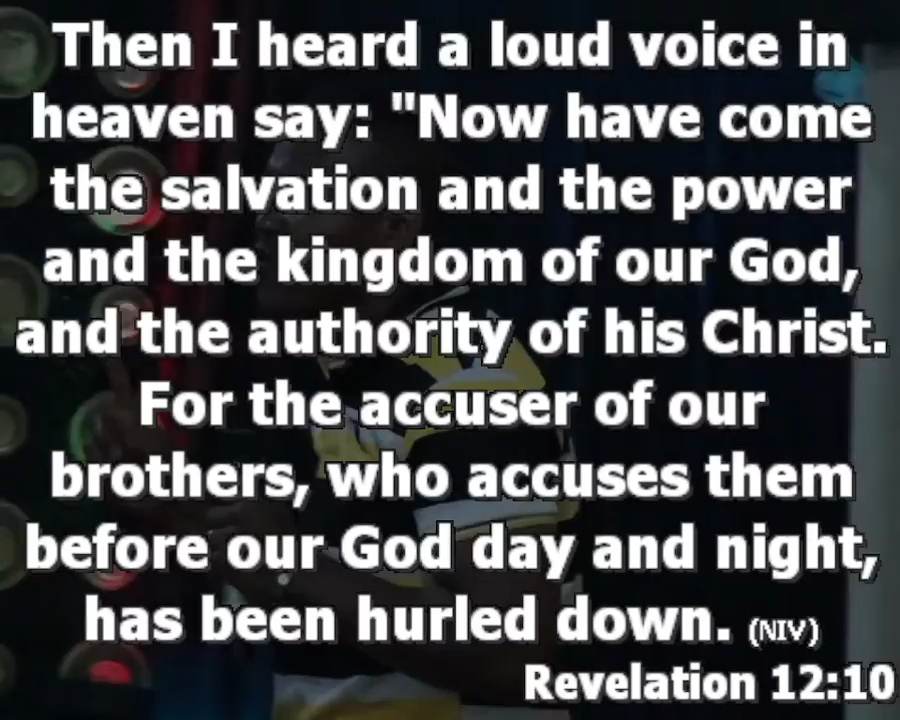 Then I heard a loud voice in
heaven say: "Now have come
the salvation and the power
and the kingdom of our God,
and the authority of his Christ.
For the accuser of our
brothers, who accuses them
before our God day and night,
has been hurled down. (NIV)
Revelation 12:10